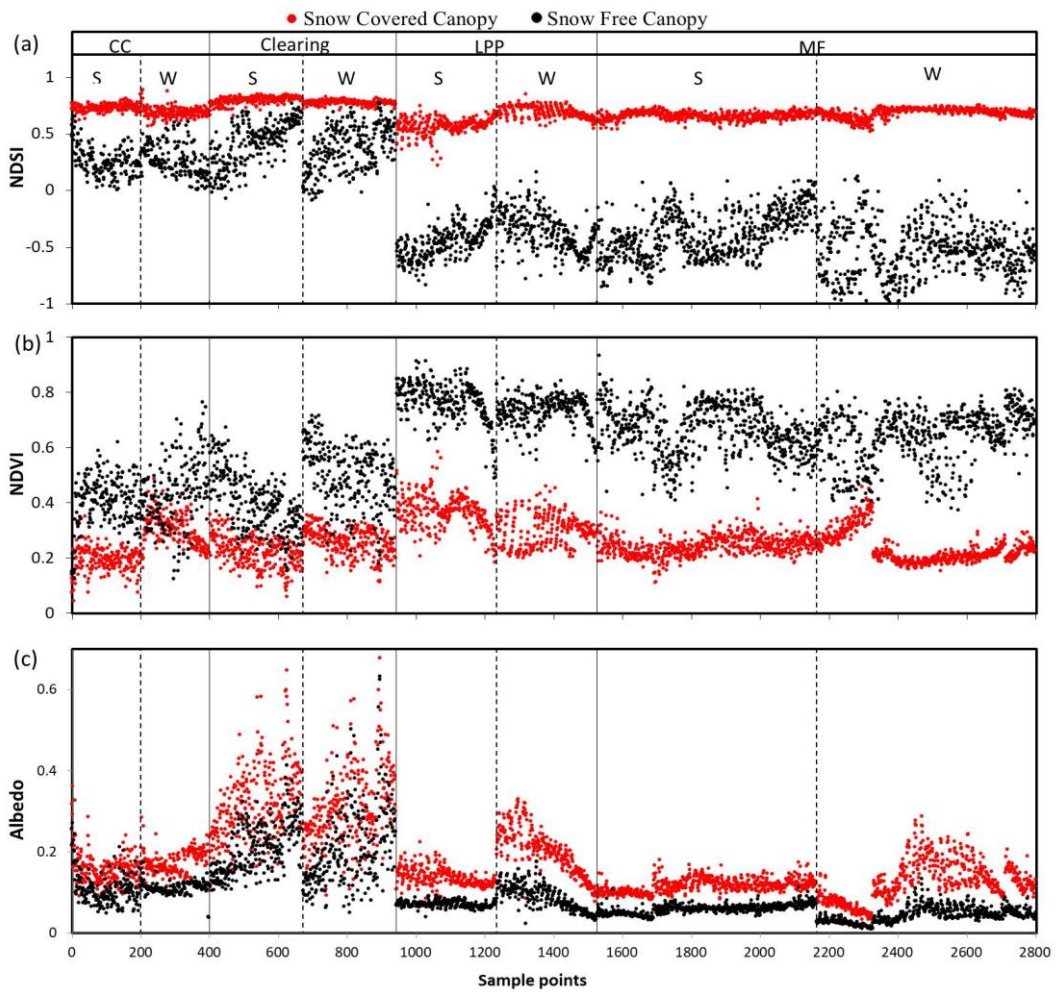 Snow Covered Canopy Snow Free Canopy
(a)
CC Clearing LPP MF
S W S W S W S W
1
0.5
0
-0.5
-1
NDSI
(b)
1
0.8
0.6
0.4
0.2
0
NDVI
(c)
0.6
0.4
0.2
0
Albedo
0 200 400 600 800 1000 1200 1400 1600 1800 2000 2200 2400 2600 2800
Sample points